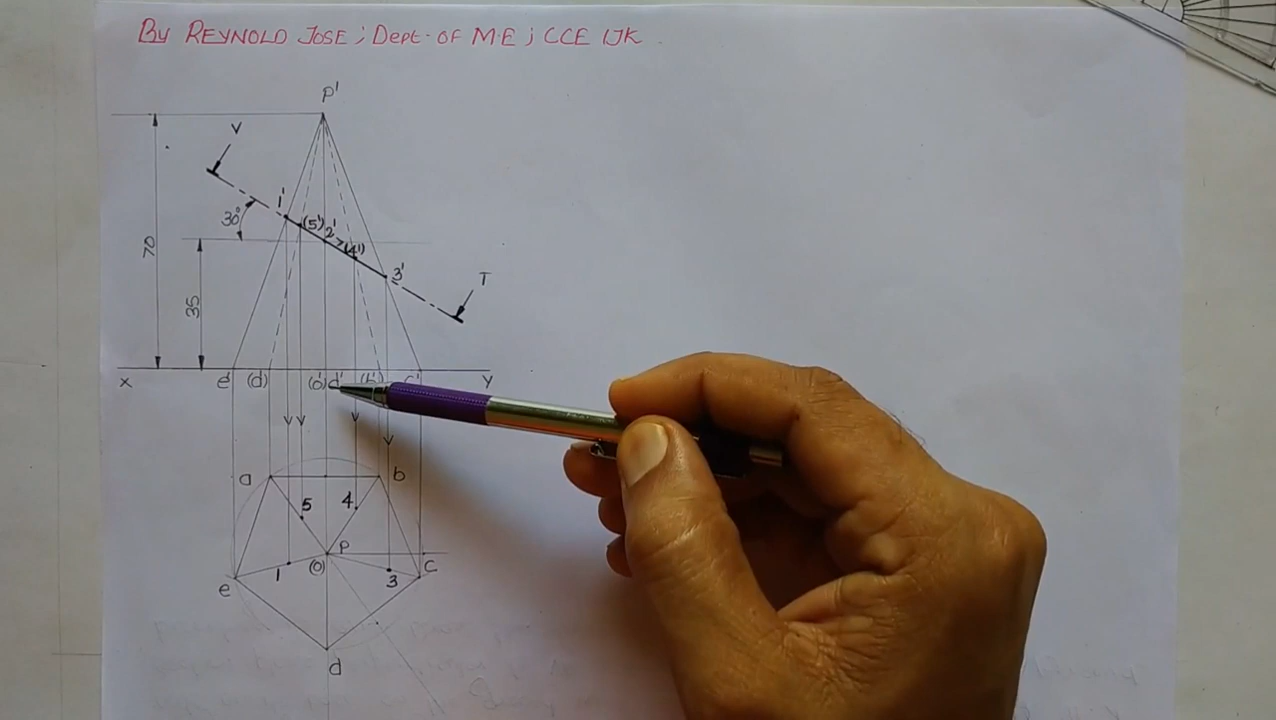 By REYNOLD JOSE ; Dept. of ME ; CCE IJK
p'
V
1'
30°
(5')
2'
(4')
70
3'
T
35
x
e'
(d)
(o')
d'
(b')
c'
y
a
b
5
4
P
1
(O)
3
C
e
d